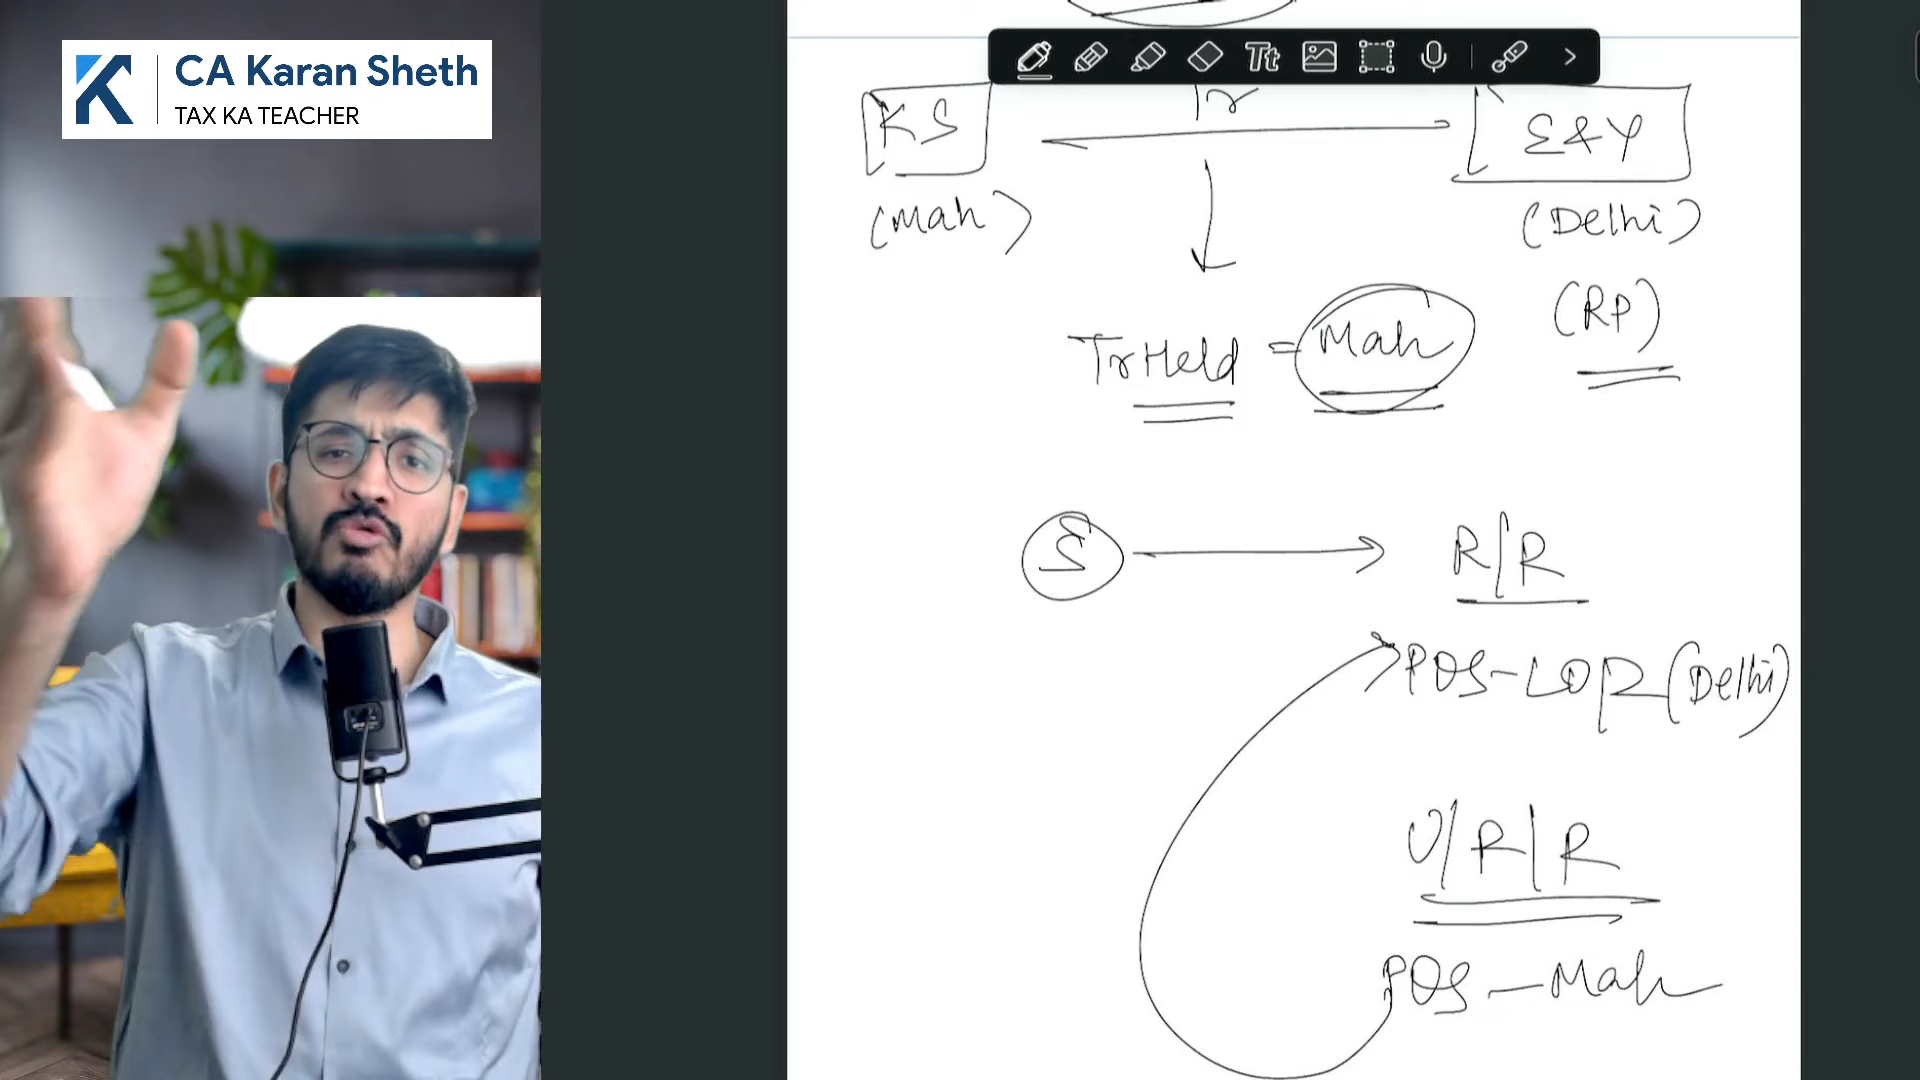 CA Karan Sheth
TAX KA TEACHER
Tt
KS
Tr
E&Y
(Mah)
(Delhi)
(RP)
Tr Held = Mah
S
R|R
POS-LOR (Delhi)
U|R|R
POS - Mah